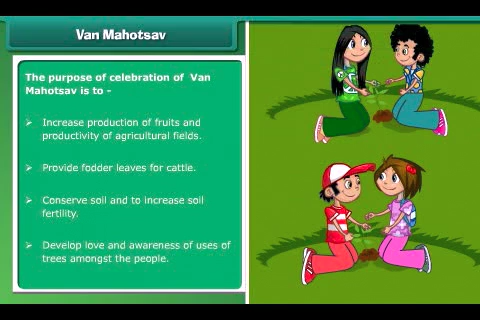 Van Mahotsav
The purpose of celebration of Van
Mahotsav is to -
Increase production of fruits and
productivity of agricultural fields.
Provide fodder leaves for cattle.
Conserve soil and to increase soil
fertility.
Develop love and awareness of uses of
trees amongst the people.